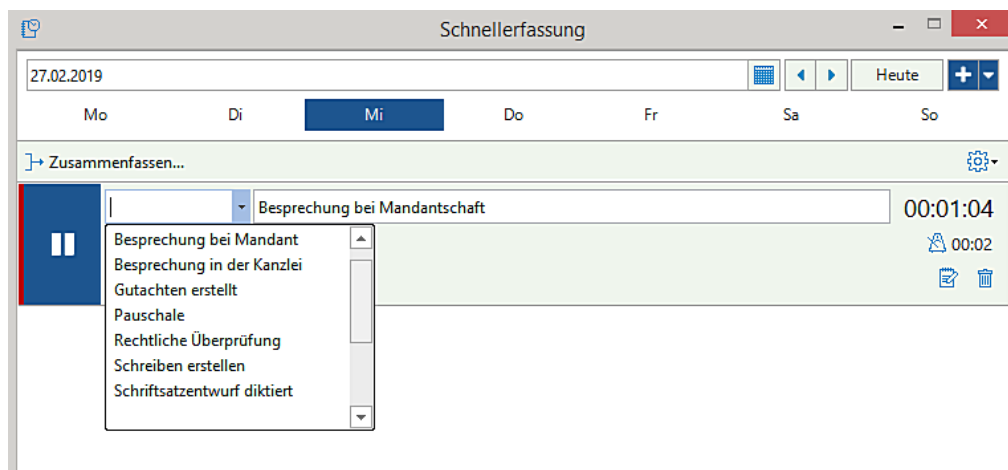 Schnellerfassung
27.02.2019
Heute
Mo Di Mi Do Fr Sa So
Zusammenfassen...
Besprechung bei Mandantschaft 00:01:04
00:02
Besprechung bei Mandant
Besprechung in der Kanzlei
Gutachten erstellt
Pauschale
Rechtliche Überprüfung
Schreiben erstellen
Schriftsatzentwurf diktiert